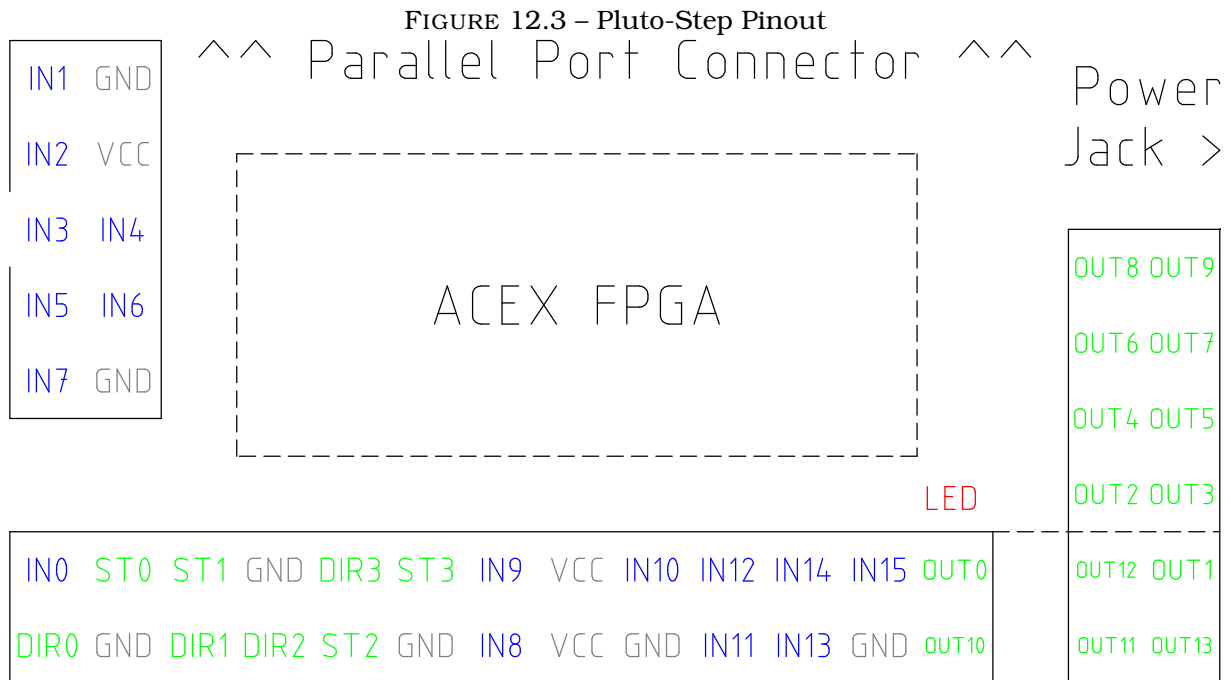 FIGURE 12.3 – Pluto-Step Pinout
^^ Parallel Port Connector ^^
Power
Jack >
IN1 GND
IN2 VCC
IN3 IN4
IN5 IN6
IN7 GND
ACEX FPGA
OUT8 OUT9
OUT6 OUT7
OUT4 OUT5
OUT2 OUT3
LED
IN0 ST0 ST1 GND DIR3 ST3 IN9 VCC IN10 IN12 IN14 IN15 OUT0
DIR0 GND DIR1 DIR2 ST2 GND IN8 VCC GND IN11 IN13 GND OUT10
OUT12 OUT1
OUT11 OUT13